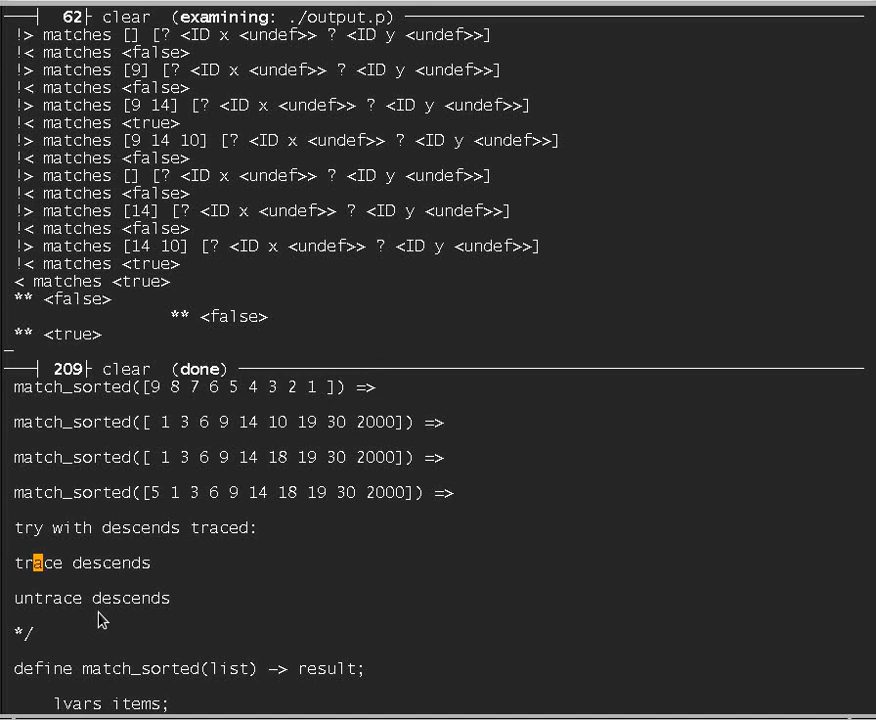 62 clear (examining: ./output.p)
!> matches [] [? <ID x <undef>> ? <ID y <undef>>]
!< matches <false>
!> matches [9] [? <ID x <undef>> ? <ID y <undef>>]
!< matches <false>
!> matches [9 14] [? <ID x <undef>> ? <ID y <undef>>]
!< matches <true>
!> matches [9 14 10] [? <ID x <undef>> ? <ID y <undef>>]
!< matches <false>
!> matches [] [? <ID x <undef>> ? <ID y <undef>>]
!< matches <false>
!> matches [14] [? <ID x <undef>> ? <ID y <undef>>]
!< matches <false>
!> matches [14 10] [? <ID x <undef>> ? <ID y <undef>>]
!< matches <true>
< matches <true>
** <false>
** <false>
** <true>
209 clear (done)
match_sorted([9 8 7 6 5 4 3 2 1 ]) =>
match_sorted([ 1 3 6 9 14 10 19 30 2000]) =>
match_sorted([ 1 3 6 9 14 18 19 30 2000]) =>
match_sorted([5 1 3 6 9 14 18 19 30 2000]) =>
try with descends traced:
trace descends
untrace descends
*/
define match_sorted(list) -> result;
lvars items;